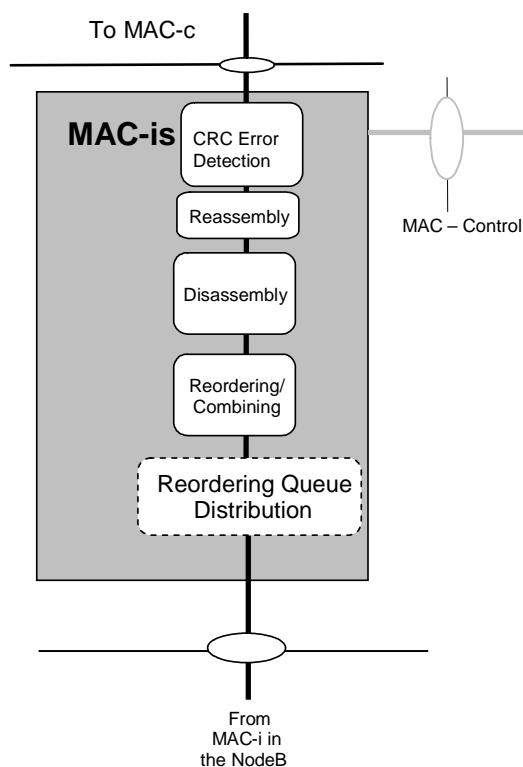 To MAC-c
MAC-is
CRC Error
Detection
Reassembly
MAC – Control
Disassembly
Reordering/
Combining
Reordering Queue
Distribution
From
MAC-i in
the NodeB